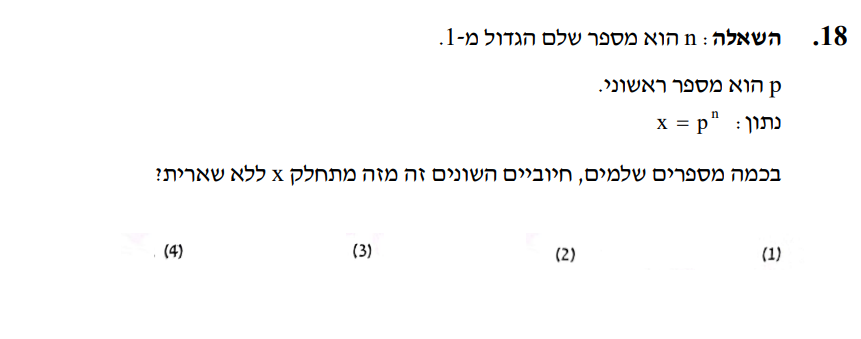 18. השאלה: n הוא מספר שלם הגדול מ-1.
p הוא מספר ראשוני.
נתון: x = pⁿ
בכמה מספרים שלמים, חיוביים השונים זה מזה מתחלק x ללא שארית?
(1) (2) (3) (4)